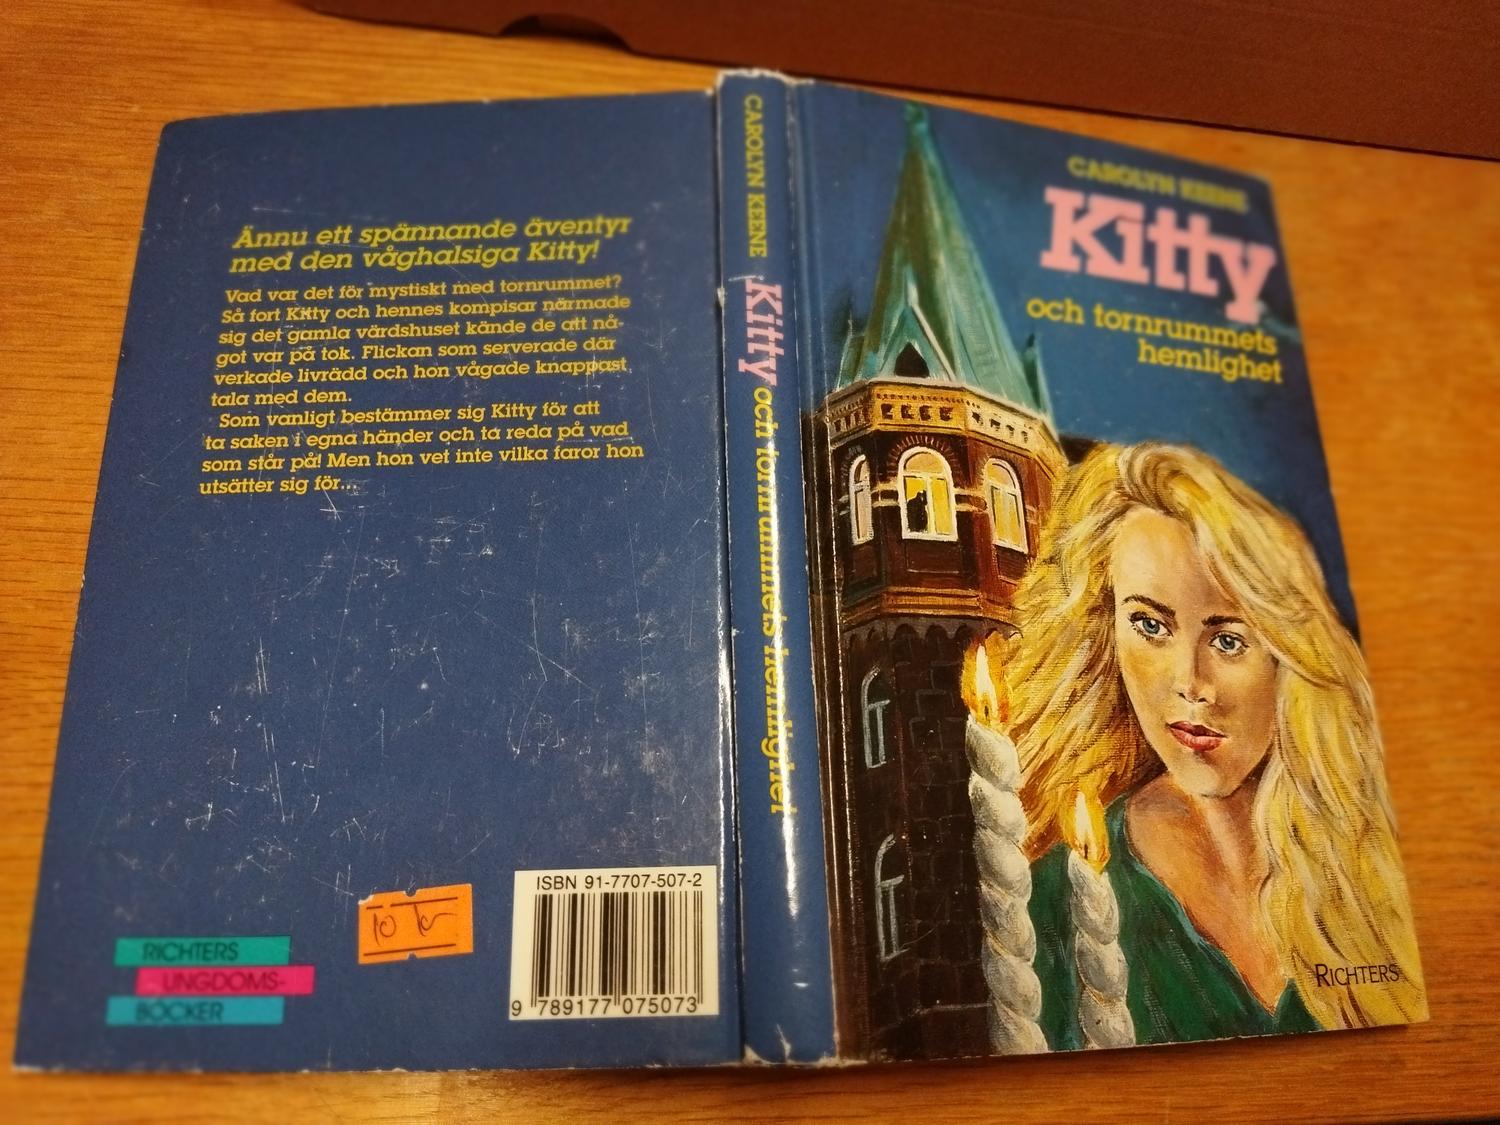 Ännu ett spännande äventyr
med den våghalsiga Kitty!
Vad var det för mystiskt med tornrummet?
Så fort Kitty och hennes kompisar närmade
sig det gamla värdshuset kände de att nå-
got var på tok. Flickan som serverade där
verkade livrädd och hon vågade knappast
tala med dem.
Som vanligt bestämmer sig Kitty för att
ta saken i egna händer och ta reda på vad
som står på! Men hon vet inte vilka faror hon
utsätter sig för...
RICHTERS
UNGDOMS-
BÖCKER
10 kr
ISBN 91-7707-507-2
9 789177 075073
CAROLYN KEENE Kitty och tornrummets hemlighet
CAROLYN KEENE
Kitty
och tornrummets
hemlighet
RICHTERS